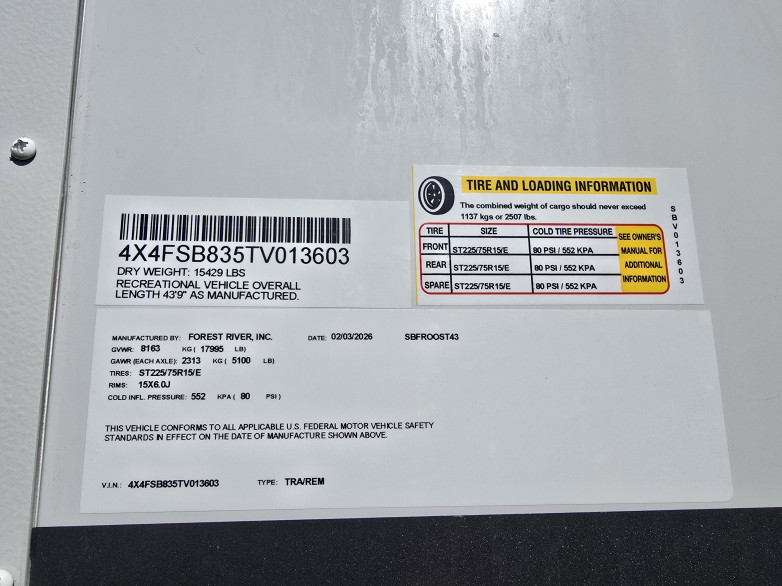 4X4FSB835TV013603
DRY WEIGHT: 15429 LBS
RECREATIONAL VEHICLE OVERALL
LENGTH 43'9" AS MANUFACTURED.
TIRE AND LOADING INFORMATION
The combined weight of cargo should never exceed
1137 kgs or 2507 lbs.
TIRE SIZE COLD TIRE PRESSURE
FRONT ST225/75R15/E 80 PSI / 552 KPA
REAR ST225/75R15/E 80 PSI / 552 KPA
SPARE ST225/75R15/E 80 PSI / 552 KPA
SEE OWNER'S
MANUAL FOR
ADDITIONAL
INFORMATION
SBV013603
MANUFACTURED BY: FOREST RIVER, INC. DATE: 02/03/2026 SBFROOST43
GVWR: 8163 KG ( 17995 LB)
GAWR (EACH AXLE): 2313 KG ( 5100 LB)
TIRES: ST225/75R15/E
RIMS: 15X6.0J
COLD INFL. PRESSURE: 552 KPA ( 80 PSI )
THIS VEHICLE CONFORMS TO ALL APPLICABLE U.S. FEDERAL MOTOR VEHICLE SAFETY
STANDARDS IN EFFECT ON THE DATE OF MANUFACTURE SHOWN ABOVE.
V.I.N.: 4X4FSB835TV013603 TYPE: TRA/REM